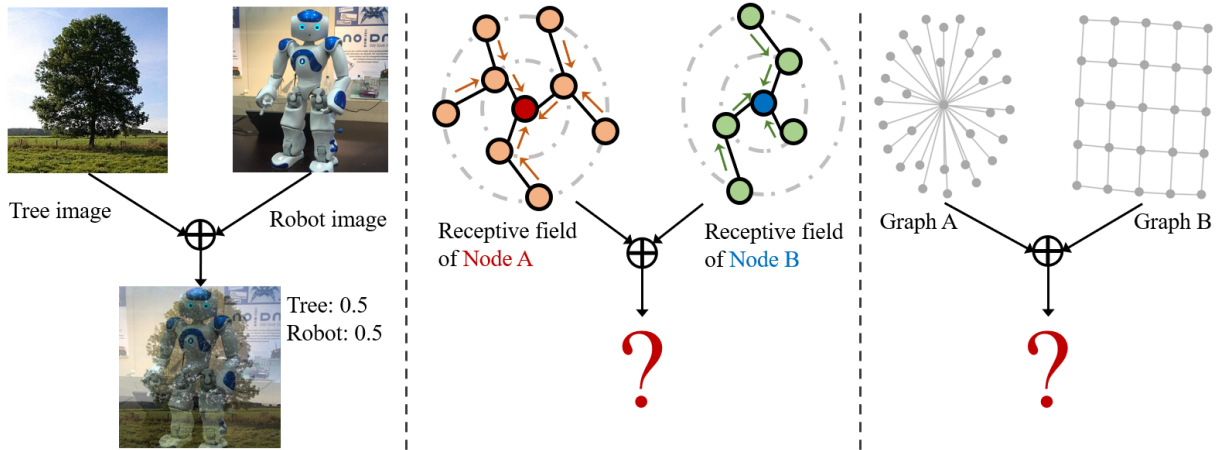 Tree image
Robot image
Tree: 0.5
Robot: 0.5
Receptive field
of Node A
Receptive field
of Node B
?
Graph A
Graph B
?